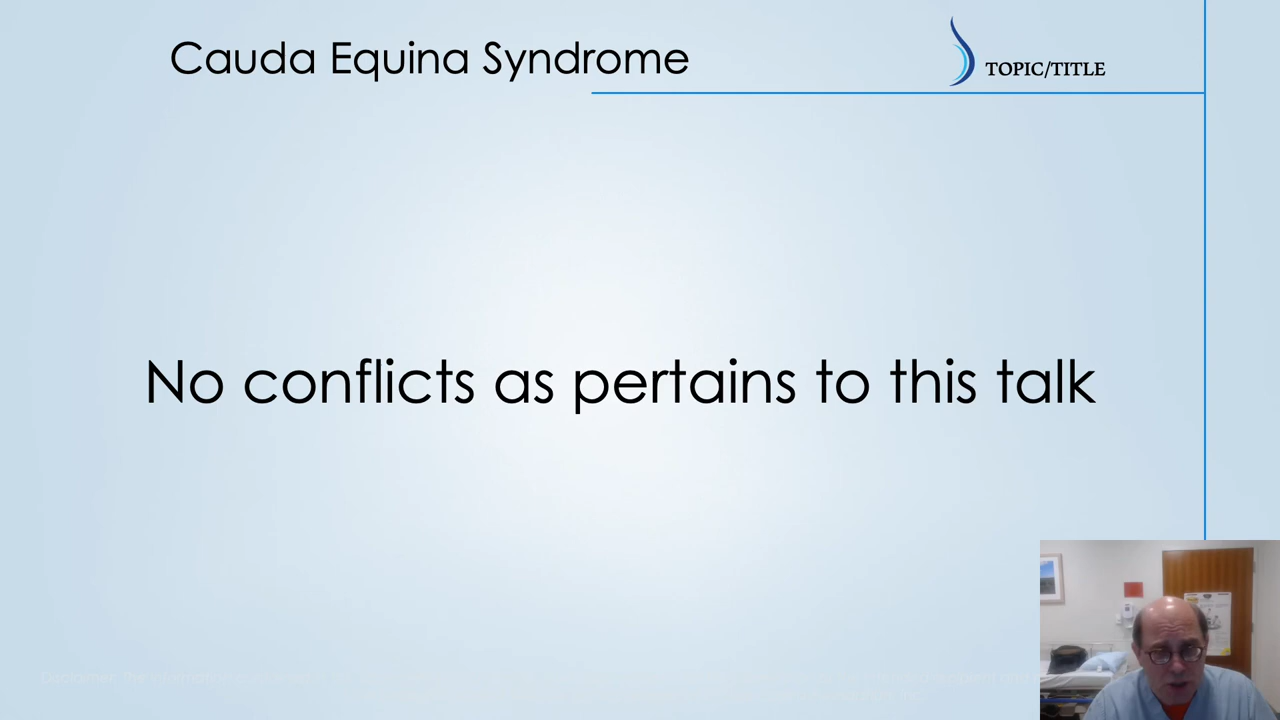 Cauda Equina Syndrome
TOPIC/TITLE
No conflicts as pertains to this talk